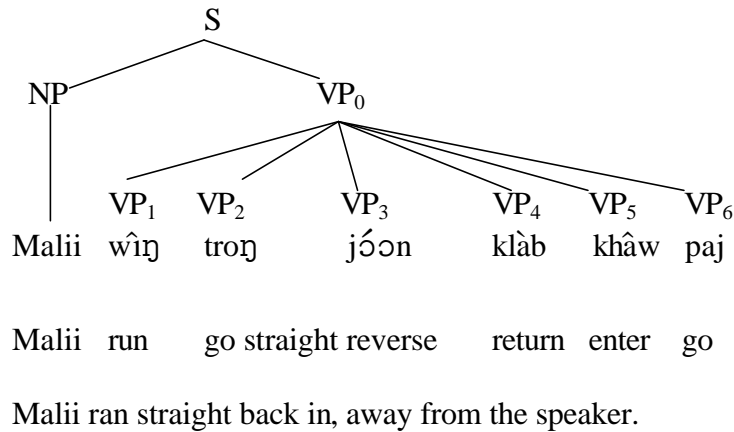 S
NP VP₀
VP₁ VP₂ VP₃ VP₄ VP₅ VP₆
Malii wîŋ troŋ jɔ́ɔn klàb khâw paj
Malii run go straight reverse return enter go
Malii ran straight back in, away from the speaker.